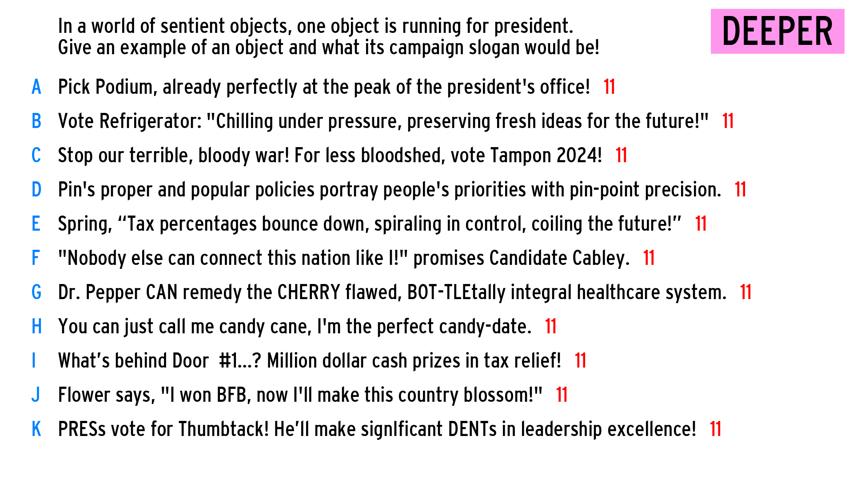 In a world of sentient objects, one object is running for president.
Give an example of an object and what its campaign slogan would be!
DEEPER
A Pick Podium, already perfectly at the peak of the president's office! 11
B Vote Refrigerator: "Chilling under pressure, preserving fresh ideas for the future!" 11
C Stop our terrible, bloody war! For less bloodshed, vote Tampon 2024! 11
D Pin's proper and popular policies portray people's priorities with pin-point precision. 11
E Spring, “Tax percentages bounce down, spiraling in control, coiling the future!” 11
F "Nobody else can connect this nation like I!" promises Candidate Cabley. 11
G Dr. Pepper CAN remedy the CHERRY flawed, BOT-TLEtally integral healthcare system. 11
H You can just call me candy cane, I'm the perfect candy-date. 11
I What’s behind Door #1...? Million dollar cash prizes in tax relief! 11
J Flower says, "I won BFB, now I'll make this country blossom!" 11
K PRESs vote for Thumbtack! He’ll make signIficant DENTs in leadership excellence! 11